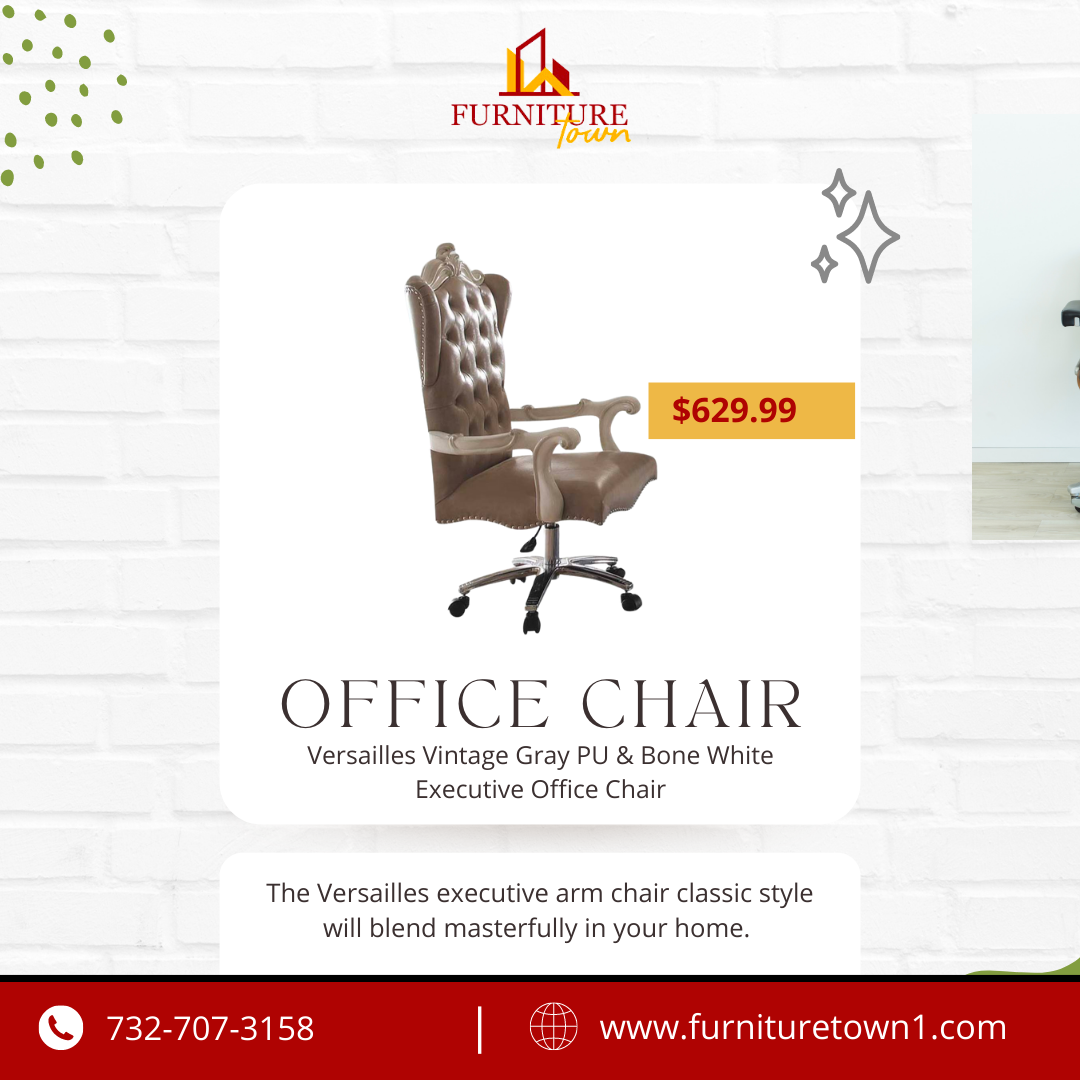 FURNITURE
town
$629.99
OFFICE CHAIR
Versailles Vintage Gray PU & Bone White
Executive Office Chair
The Versailles executive arm chair classic style
will blend masterfully in your home.
732-707-3158 | www.furnituretown1.com